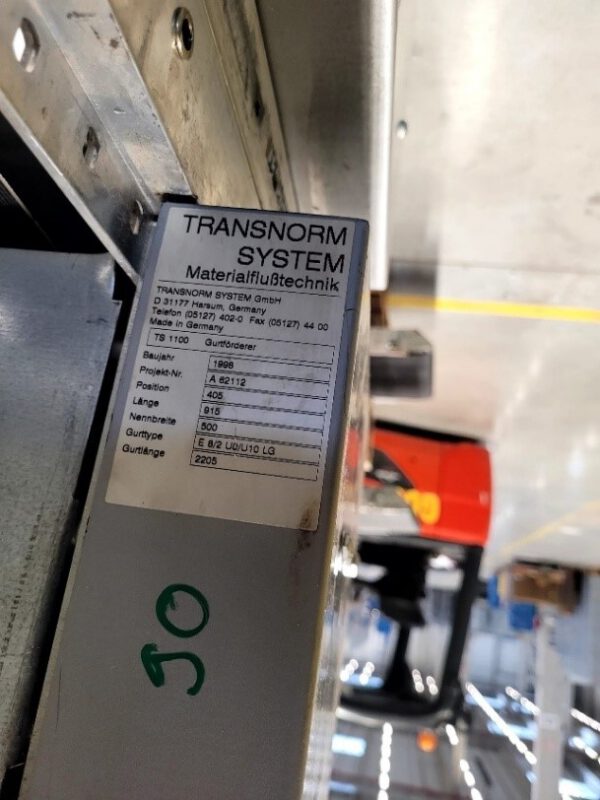 TRANSNORM
SYSTEM
Materialflußtechnik
TRANSNORM SYSTEM GmbH
D 31177 Harsum, Germany
Telefon (05127) 402-0 Fax (05127) 44 00
Made in Germany
TS 1100 Gurtförderer
Baujahr 1998
Projekt-Nr. A 62112
Position 405
Länge 915
Nennbreite 500
Gurttype E 8/2 U0/U10 LG
Gurtlänge 2205
50